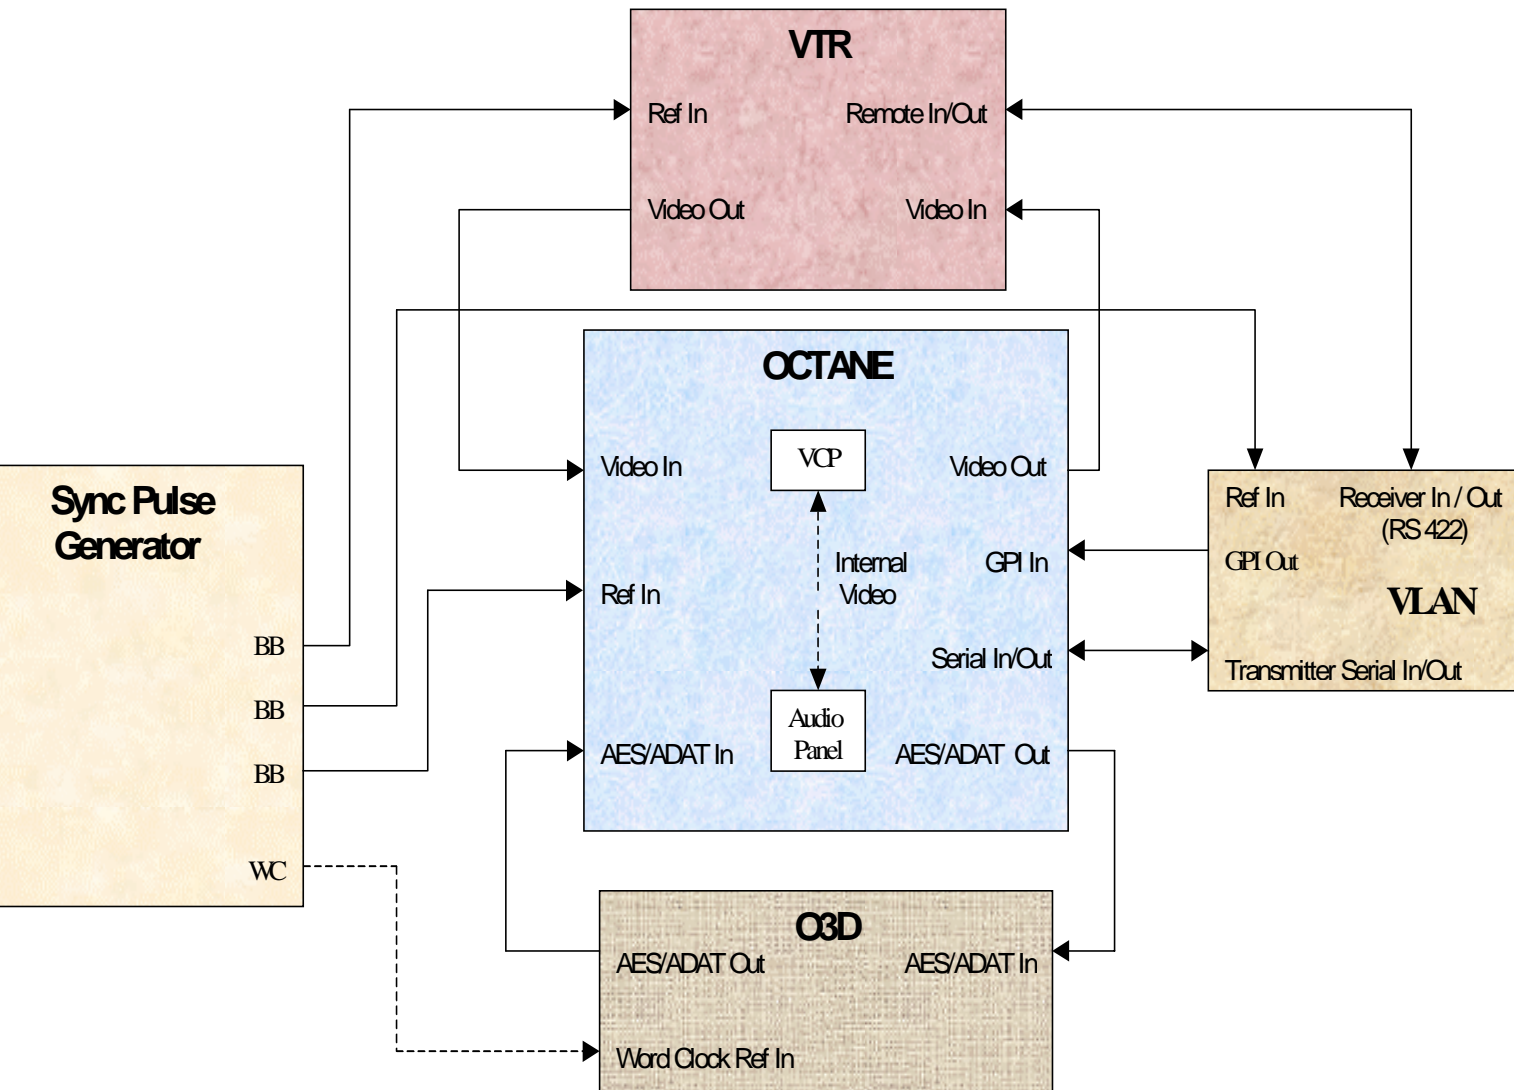 VTR
Ref In
Remote In/Out
Video Out
Video In
OCTANE
VCP
Video In
Video Out
Internal
Video
GPI In
Ref In
Serial In/Out
Audio
Panel
AES/ADAT In
AES/ADAT Out
Sync Pulse
Generator
BB
BB
BB
WC
Ref In
Receiver In / Out
(RS 422)
GPI Out
VLAN
Transmitter Serial In/Out
O3D
AES/ADAT Out
AES/ADAT In
Word Clock Ref In